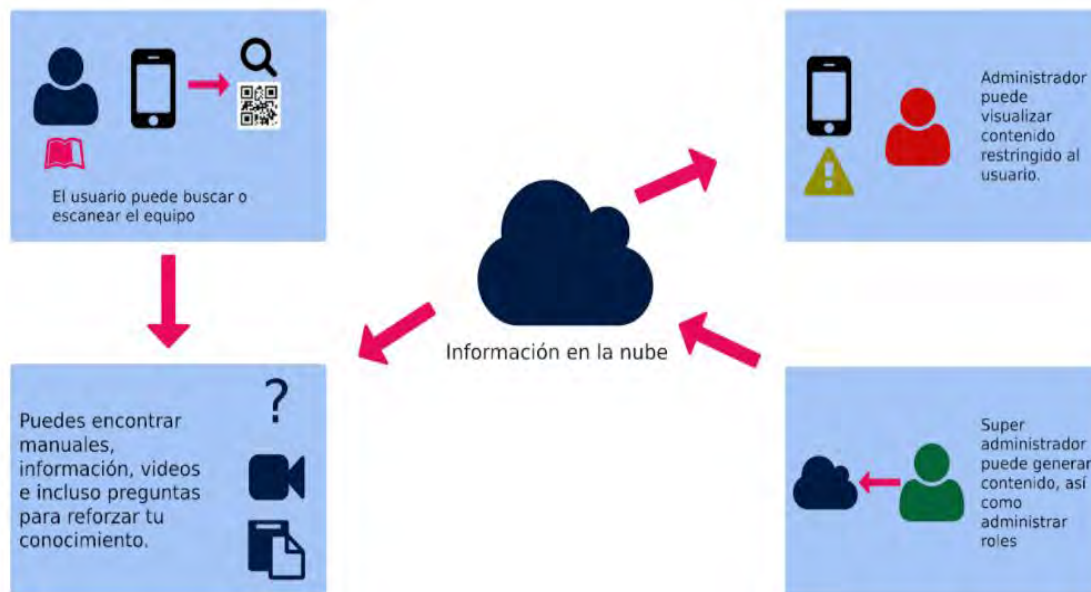 El usuario puede buscar o
escanear el equipo
Administrador
puede
visualizar
contenido
restringido al
usuario.
Información en la nube
Puedes encontrar
manuales,
información, videos
e incluso preguntas
para reforzar tu
conocimiento.
?
Super
administrador
puede generar
contenido, así
como
administrar
roles